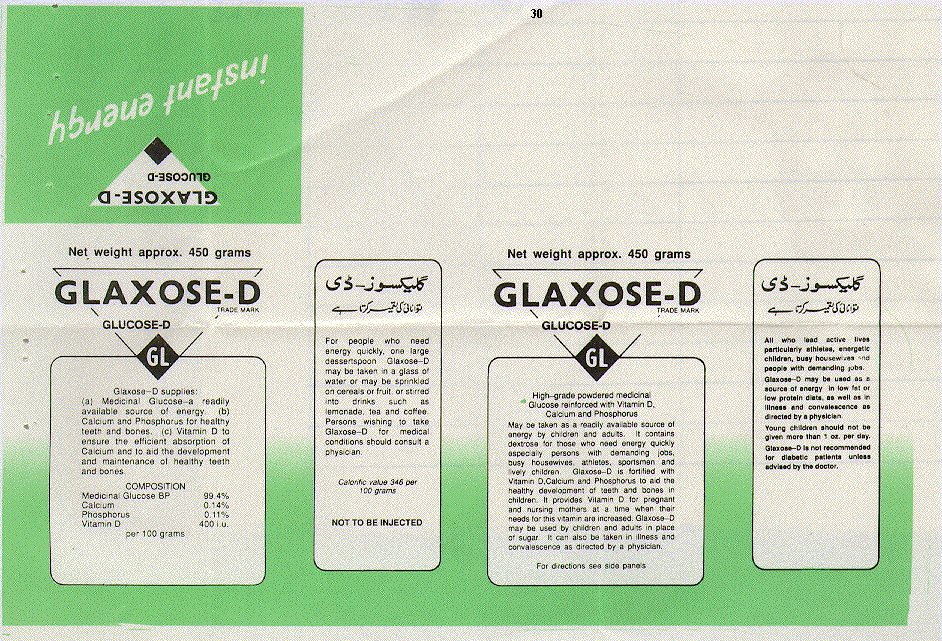 30
instant energy
GLUCOSE-D
GLAXOSE-D
Net weight approx. 450 grams
GLAXOSE-D
TRADE MARK
GLUCOSE-D
GL
Glaxose-D supplies:
(a) Medicinal Glucose-a readily
available source of energy. (b)
Calcium and Phosphorus for healthy
teeth and bones. (c) Vitamin D to
ensure the efficient absorption of
Calcium and to aid the development
and maintenance of healthy teeth
and bones.
COMPOSITION
Medicinal Glucose BP 99.4%
Calcium 0.14%
Phosphorus 0.11%
Vitamin D 400 i.u.
per 100 grams
گلیکسوز-ڈی
For people who need
energy quickly, one large
dessertspoon Glaxose-D
may be taken in a glass of
water or may be sprinkled
on cereals or fruit, or stirred
into drinks such as
lemonade, tea and coffee.
Persons wishing to take
Glaxose-D for medical
conditions should consult a
physician.
Calorific value 346 per
100 grams
NOT TO BE INJECTED
Net weight approx. 450 grams
GLAXOSE-D
TRADE MARK
GLUCOSE-D
GL
High-grade powdered medicinal
Glucose reinforced with Vitamin D,
Calcium and Phosphorus
May be taken as a readily available source of
energy by children and adults. It contains
dextrose for those who need energy quickly
especially persons with demanding jobs,
busy housewives, athletes, sportsmen and
lively children. Glaxose-D is fortified with
Vitamin D,Calcium and Phosphorus to aid the
healthy development of teeth and bones in
children. It provides Vitamin D for pregnant
and nursing mothers at a time when their
needs for this vitamin are increased. Glaxose-D
may be used by children and adults in place
of sugar. It can also be taken in illness and
convalescence as directed by a physician.
For directions see side panels
گلیکسوز-ڈی
All who lead active lives
particularly athletes, energetic
children, busy housewives and
people with demanding jobs.
Glaxose-D may be used as a
source of energy in low fat or
low protein diets, as well as in
illness and convalescence as
directed by a physician.
Young children should not be
given more than 1 oz. per day.
Glaxose-D is not recommended
for diabetic patients unless
advised by the doctor.